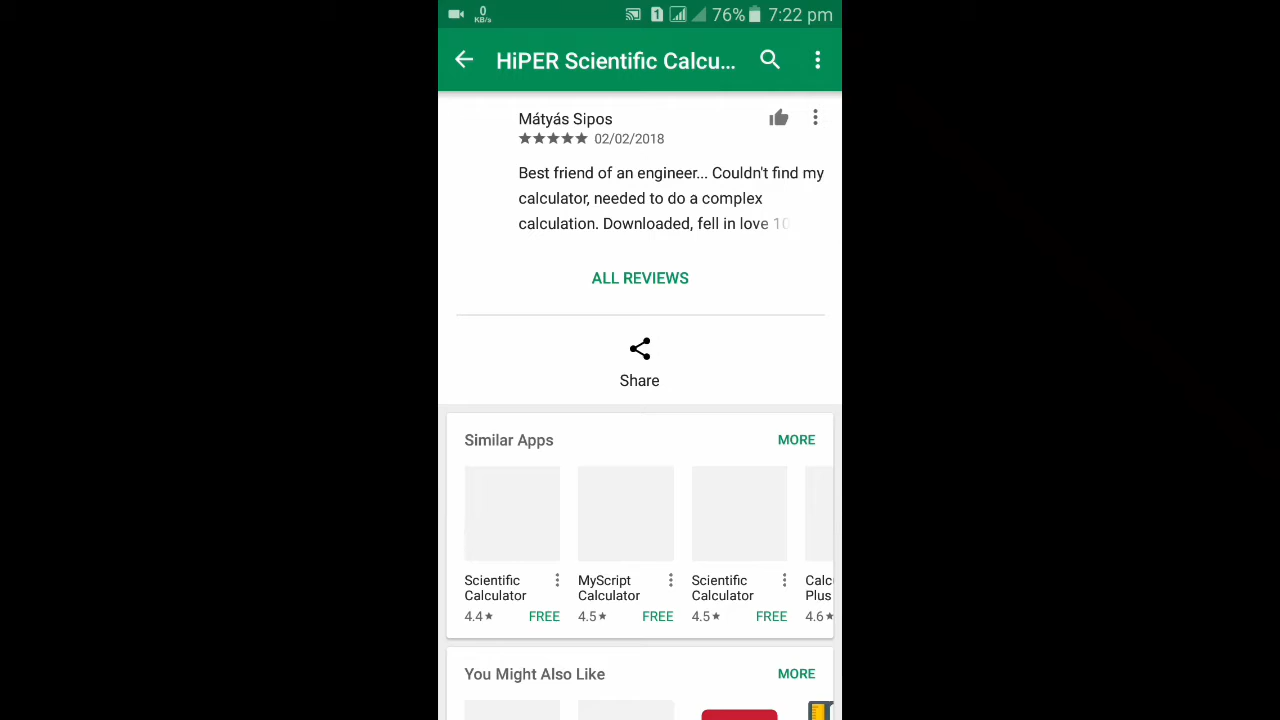 0
KB/s
1
76%
7:22 pm
HiPER Scientific Calcu...
Mátyás Sipos
02/02/2018
Best friend of an engineer... Couldn't find my
calculator, needed to do a complex
calculation. Downloaded, fell in love 10
ALL REVIEWS
Share
Similar Apps
MORE
Scientific
Calculator
4.4★
FREE
MyScript
Calculator
4.5★
FREE
Scientific
Calculator
4.5★
FREE
Calc
Plus
4.6★
You Might Also Like
MORE